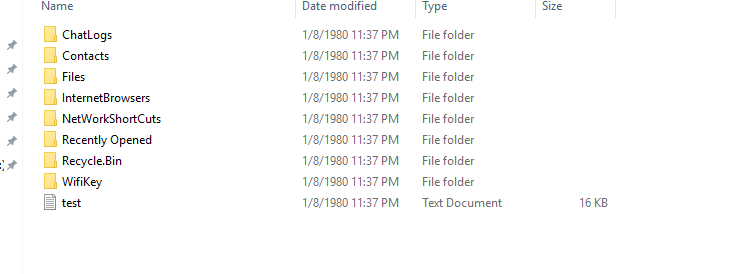 Name Date modified Type Size
ChatLogs 1/8/1980 11:37 PM File folder
Contacts 1/8/1980 11:37 PM File folder
Files 1/8/1980 11:37 PM File folder
InternetBrowsers 1/8/1980 11:37 PM File folder
NetWorkShortCuts 1/8/1980 11:37 PM File folder
Recently Opened 1/8/1980 11:37 PM File folder
Recycle.Bin 1/8/1980 11:37 PM File folder
WifiKey 1/8/1980 11:37 PM File folder
test 1/8/1980 11:37 PM Text Document 16 KB